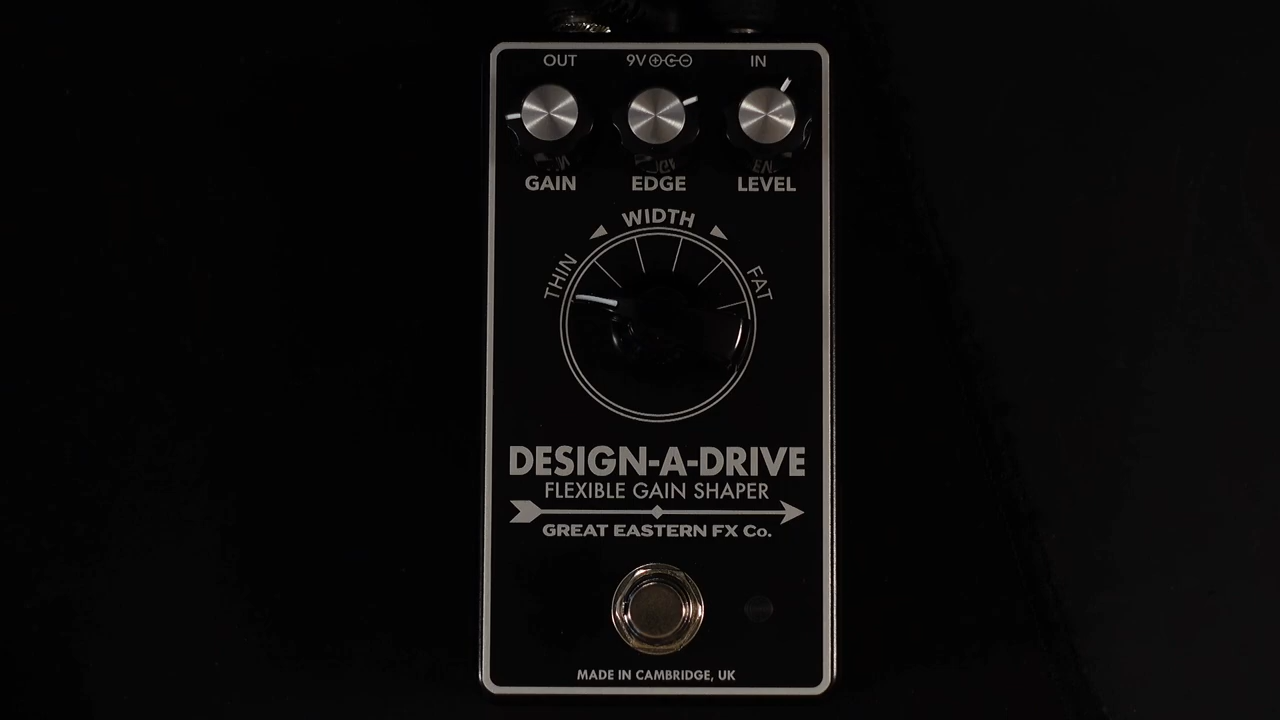 OUT 9V IN
GAIN EDGE LEVEL
WIDTH
THIN FAT
DESIGN-A-DRIVE
FLEXIBLE GAIN SHAPER
GREAT EASTERN FX Co.
MADE IN CAMBRIDGE, UK